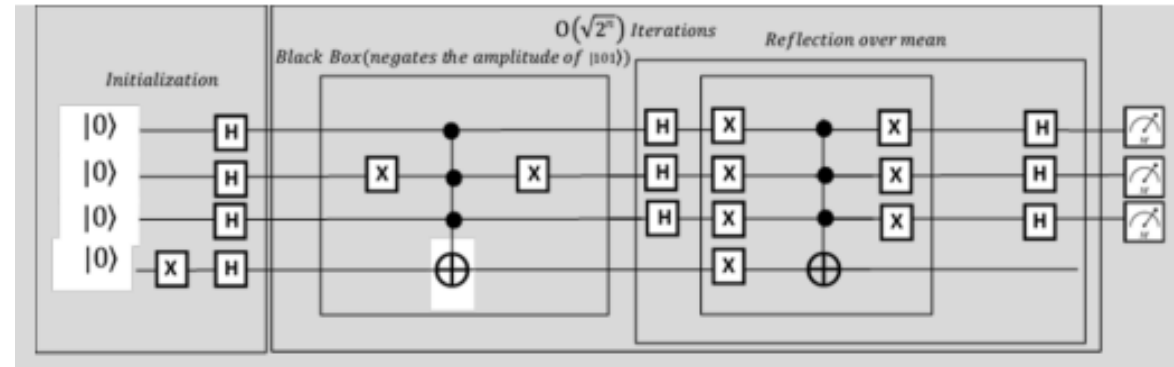 O(√2ⁿ) Iterations
Reflection over mean
Black Box(negates the amplitude of |101⟩)
Initialization
|0⟩ H H X X H
|0⟩ H X X H X X H
|0⟩ H H X X H
|0⟩ X H X